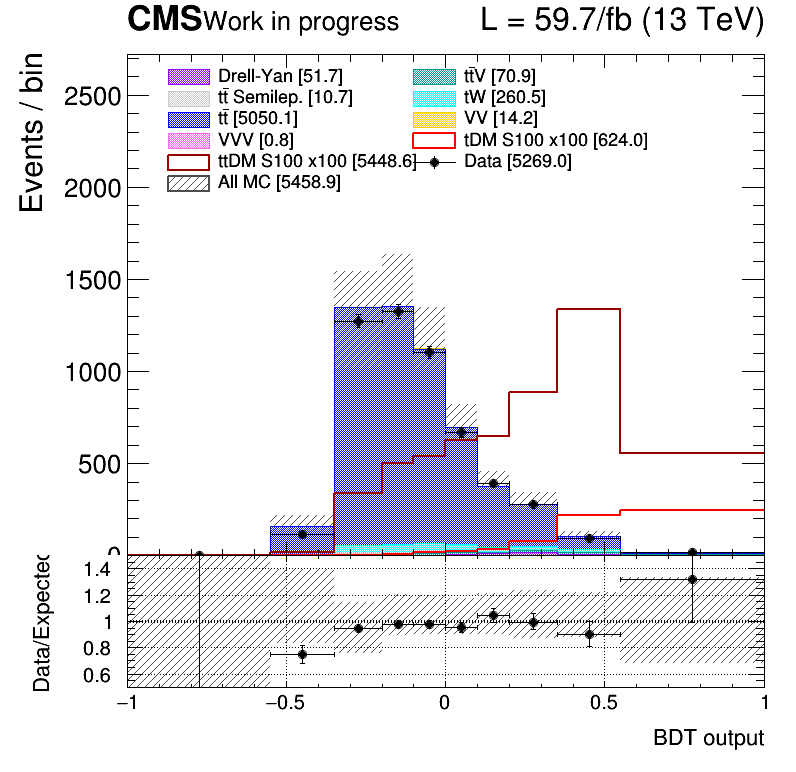 CMS Work in progress L = 59.7/fb (13 TeV)
Events / bin
Drell-Yan [51.7] tt̄V [70.9]
tt̄ Semilep. [10.7] tW [260.5]
tt̄ [5050.1] VV [14.2]
VVV [0.8] tDM S100 x100 [624.0]
ttDM S100 x100 [5448.6] Data [5269.0]
All MC [5458.9]
2500
2000
1500
1000
500
0
Data/Expected
1.4
1.2
1
0.8
0.6
−1 −0.5 0 0.5 1
BDT output